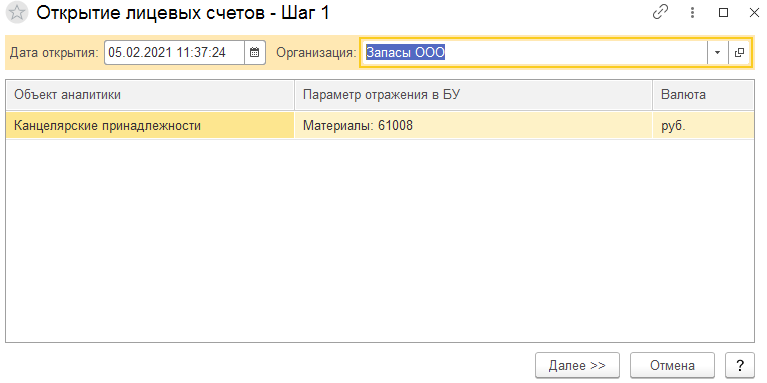 Открытие лицевых счетов - Шаг 1
Дата открытия: 05.02.2021 11:37:24 Организация: Запасы ООО
Объект аналитики Параметр отражения в БУ Валюта
Канцелярские принадлежности Материалы: 61008 руб.
Далее >> Отмена ?